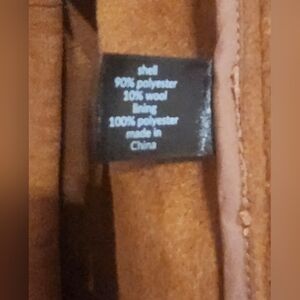 shell
90% polyester
10% wool
lining
100% polyester
made in
China